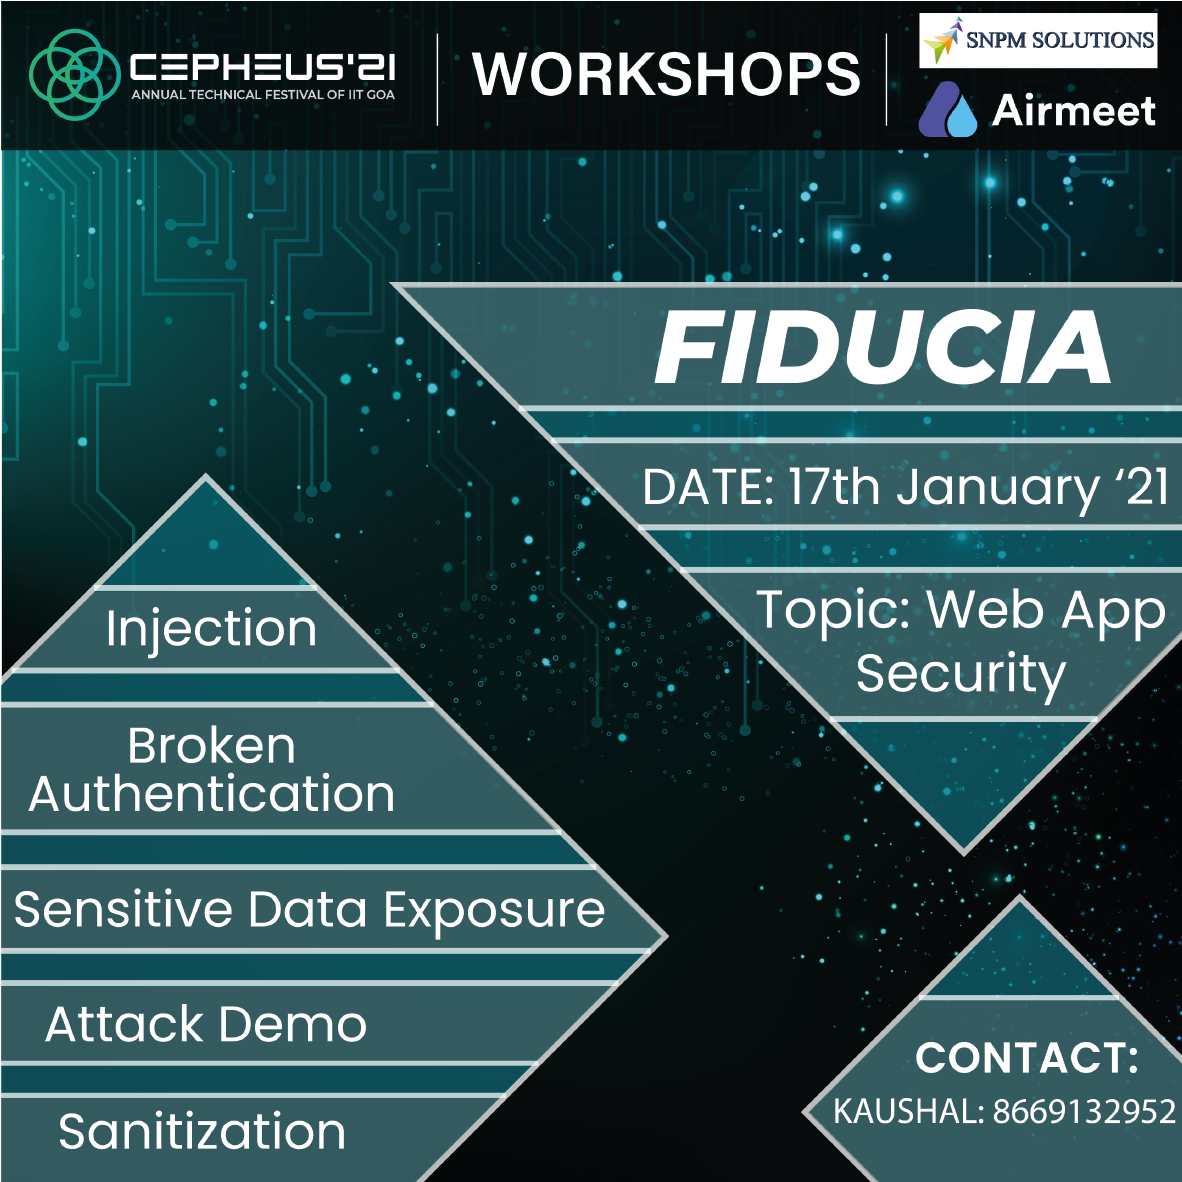 CEPHEUS'21
ANNUAL TECHNICAL FESTIVAL OF IIT GOA
WORKSHOPS
SNPM SOLUTIONS
Airmeet
FIDUCIA
DATE: 17th January ‘21
Topic: Web App
Security
Injection
Broken
Authentication
Sensitive Data Exposure
Attack Demo
Sanitization
CONTACT:
KAUSHAL: 8669132952